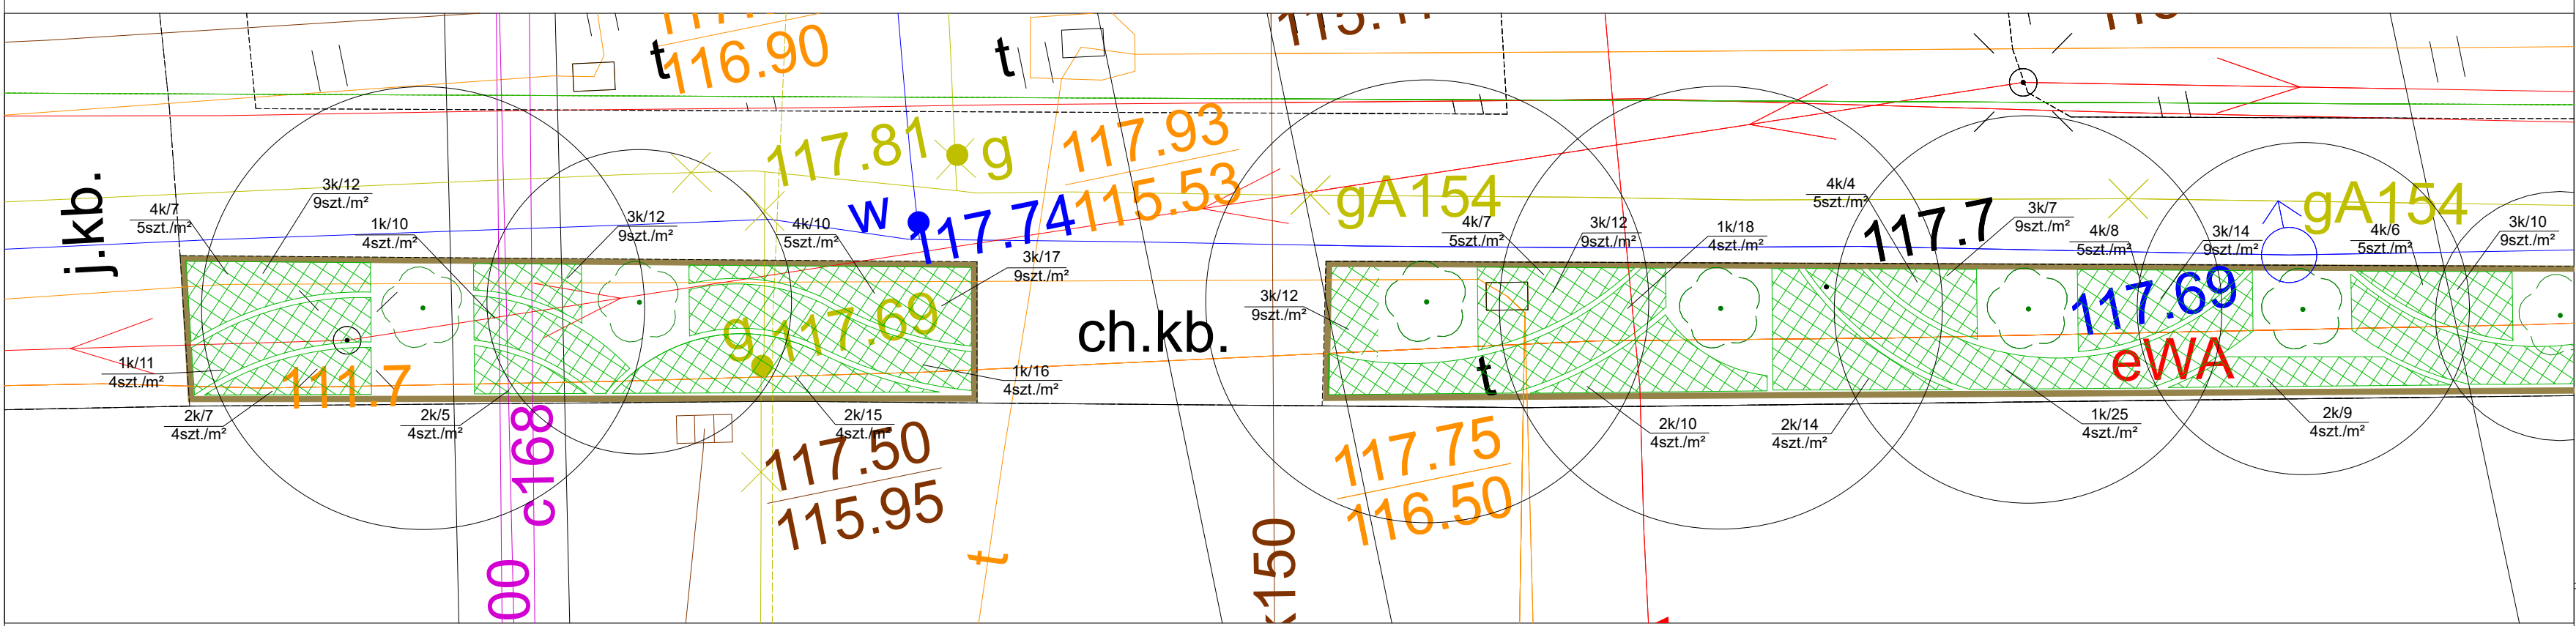 t
116.90
t
117.81
g
117.93
115.53
j.kb.
w
117.74
gA154
117.7
gA154
4k/7
5szt./m²
3k/12
9szt./m²
1k/10
4szt./m²
3k/12
9szt./m²
4k/10
5szt./m²
3k/17
9szt./m²
3k/12
9szt./m²
4k/7
5szt./m²
3k/12
9szt./m²
1k/18
4szt./m²
4k/4
5szt./m²
3k/7
9szt./m²
4k/8
5szt./m²
3k/14
9szt./m²
4k/6
5szt./m²
3k/10
9szt./m²
g 117.69
ch.kb.
117.69
eWA
t
111.7
1k/11
4szt./m²
2k/7
4szt./m²
2k/5
4szt./m²
2k/15
4szt./m²
1k/16
4szt./m²
2k/10
4szt./m²
2k/14
4szt./m²
1k/25
4szt./m²
2k/9
4szt./m²
c168
117.50
115.95
117.75
116.50
t
00
k150